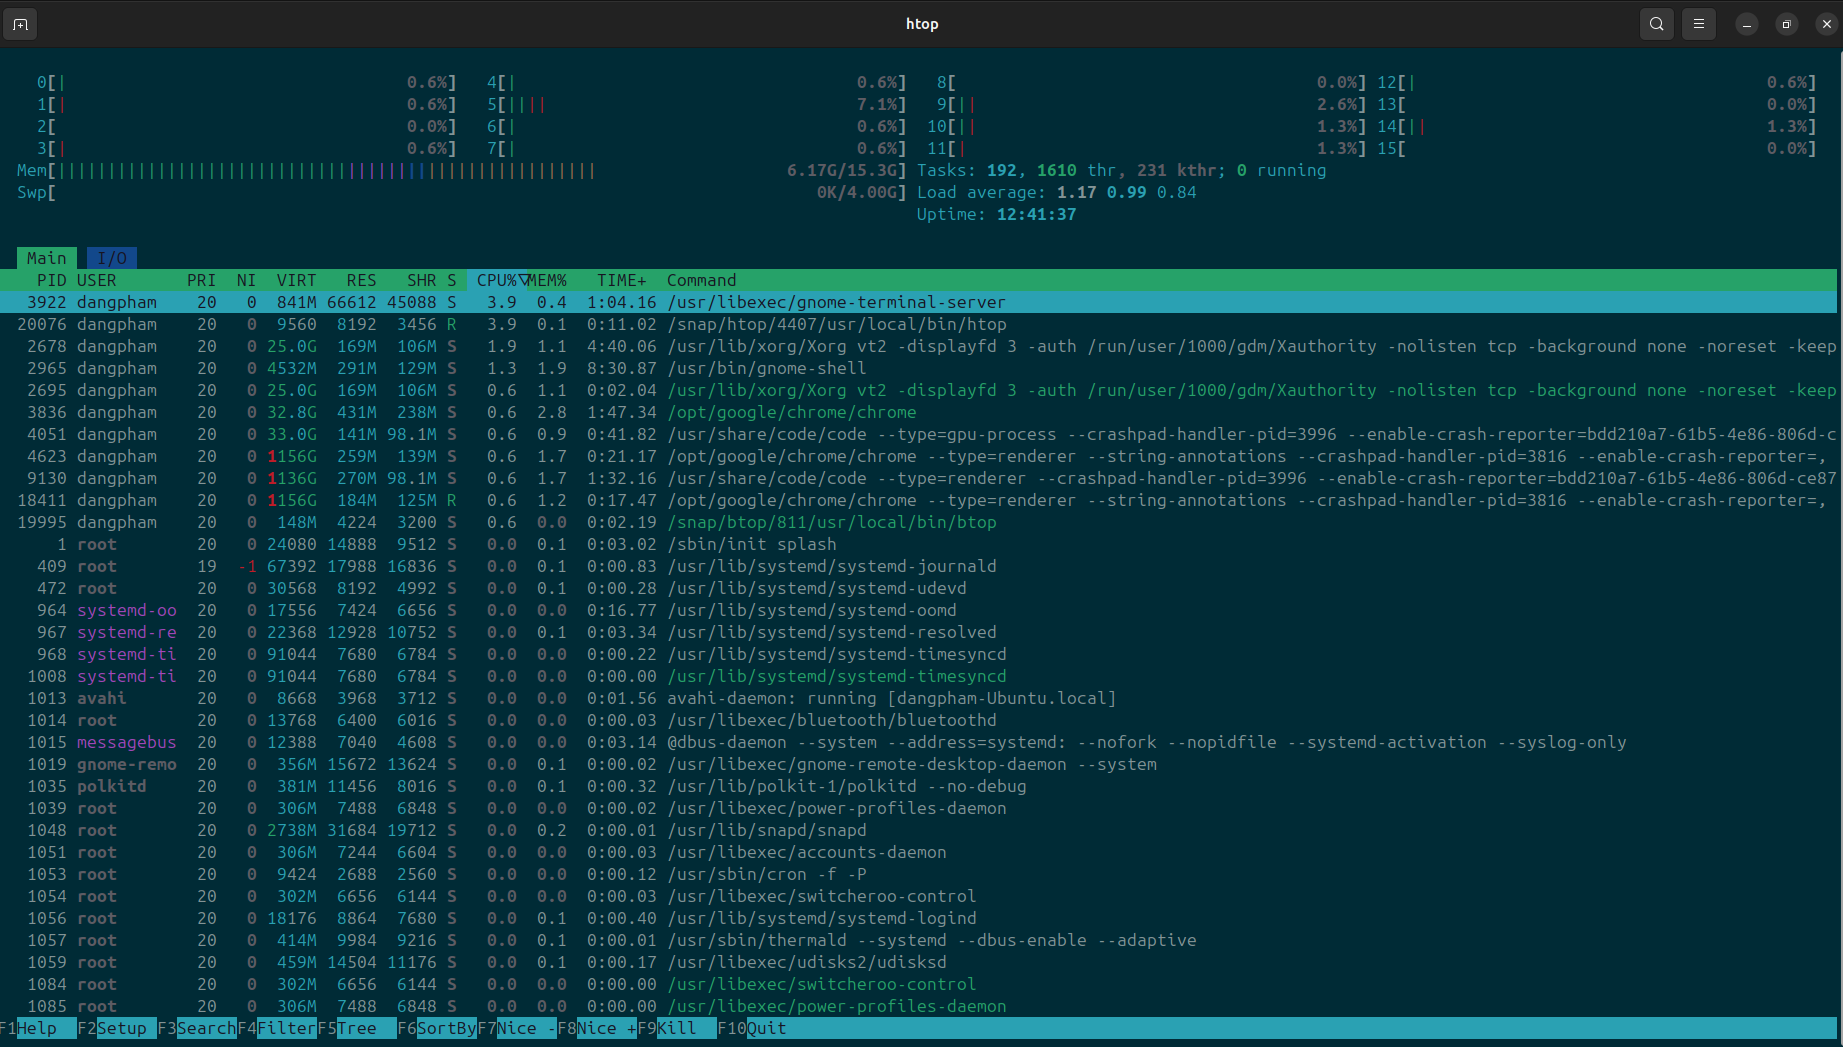 htop
0[| 0.6%] 4[| 0.6%] 8[ 0.0%] 12[| 0.6%]
1[| 0.6%] 5[|||| 7.1%] 9[|| 2.6%] 13[ 0.0%]
2[ 0.0%] 6[| 0.6%] 10[|| 1.3%] 14[|| 1.3%]
3[| 0.6%] 7[| 0.6%] 11[| 1.3%] 15[ 0.0%]
Mem[|||||||||||||||||||||||||||||||||||||||||||||||||||||| 6.17G/15.3G] Tasks: 192, 1610 thr, 231 kthr; 0 running
Swp[ 0K/4.00G] Load average: 1.17 0.99 0.84
Uptime: 12:41:37
Main I/O
PID USER PRI NI VIRT RES SHR S CPU%▽MEM% TIME+ Command
3922 dangpham 20 0 841M 66612 45088 S 3.9 0.4 1:04.16 /usr/libexec/gnome-terminal-server
20076 dangpham 20 0 9560 8192 3456 R 3.9 0.1 0:11.02 /snap/htop/4407/usr/local/bin/htop
2678 dangpham 20 0 25.0G 169M 106M S 1.9 1.1 4:40.06 /usr/lib/xorg/Xorg vt2 -displayfd 3 -auth /run/user/1000/gdm/Xauthority -nolisten tcp -background none -noreset -keep
2965 dangpham 20 0 4532M 291M 129M S 1.3 1.9 8:30.87 /usr/bin/gnome-shell
2695 dangpham 20 0 25.0G 169M 106M S 0.6 1.1 0:02.04 /usr/lib/xorg/Xorg vt2 -displayfd 3 -auth /run/user/1000/gdm/Xauthority -nolisten tcp -background none -noreset -keep
3836 dangpham 20 0 32.8G 431M 238M S 0.6 2.8 1:47.34 /opt/google/chrome/chrome
4051 dangpham 20 0 33.0G 141M 98.1M S 0.6 0.9 0:41.82 /usr/share/code/code --type=gpu-process --crashpad-handler-pid=3996 --enable-crash-reporter=bdd210a7-61b5-4e86-806d-c
4623 dangpham 20 0 1156G 259M 139M S 0.6 1.7 0:21.17 /opt/google/chrome/chrome --type=renderer --string-annotations --crashpad-handler-pid=3816 --enable-crash-reporter=,
9130 dangpham 20 0 1136G 270M 98.1M S 0.6 1.7 1:32.16 /usr/share/code/code --type=renderer --crashpad-handler-pid=3996 --enable-crash-reporter=bdd210a7-61b5-4e86-806d-ce87
18411 dangpham 20 0 1156G 184M 125M R 0.6 1.2 0:17.47 /opt/google/chrome/chrome --type=renderer --string-annotations --crashpad-handler-pid=3816 --enable-crash-reporter=,
19995 dangpham 20 0 148M 4224 3200 S 0.6 0.0 0:02.19 /snap/btop/811/usr/local/bin/btop
1 root 20 0 24080 14888 9512 S 0.0 0.1 0:03.02 /sbin/init splash
409 root 19 -1 67392 17988 16836 S 0.0 0.1 0:00.83 /usr/lib/systemd/systemd-journald
472 root 20 0 30568 8192 4992 S 0.0 0.1 0:00.28 /usr/lib/systemd/systemd-udevd
964 systemd-oo 20 0 17556 7424 6656 S 0.0 0.0 0:16.77 /usr/lib/systemd/systemd-oomd
967 systemd-re 20 0 22368 12928 10752 S 0.0 0.1 0:03.34 /usr/lib/systemd/systemd-resolved
968 systemd-ti 20 0 91044 7680 6784 S 0.0 0.0 0:00.22 /usr/lib/systemd/systemd-timesyncd
1008 systemd-ti 20 0 91044 7680 6784 S 0.0 0.0 0:00.00 /usr/lib/systemd/systemd-timesyncd
1013 avahi 20 0 8668 3968 3712 S 0.0 0.0 0:01.56 avahi-daemon: running [dangpham-Ubuntu.local]
1014 root 20 0 13768 6400 6016 S 0.0 0.0 0:00.03 /usr/libexec/bluetooth/bluetoothd
1015 messagebus 20 0 12388 7040 4608 S 0.0 0.0 0:03.14 @dbus-daemon --system --address=systemd: --nofork --nopidfile --systemd-activation --syslog-only
1019 gnome-remo 20 0 356M 15672 13624 S 0.0 0.1 0:00.02 /usr/libexec/gnome-remote-desktop-daemon --system
1035 polkitd 20 0 381M 11456 8016 S 0.0 0.1 0:00.32 /usr/lib/polkit-1/polkitd --no-debug
1039 root 20 0 306M 7488 6848 S 0.0 0.0 0:00.02 /usr/libexec/power-profiles-daemon
1048 root 20 0 2738M 31684 19712 S 0.0 0.2 0:00.01 /usr/lib/snapd/snapd
1051 root 20 0 306M 7244 6604 S 0.0 0.0 0:00.03 /usr/libexec/accounts-daemon
1053 root 20 0 9424 2688 2560 S 0.0 0.0 0:00.12 /usr/sbin/cron -f -P
1054 root 20 0 302M 6656 6144 S 0.0 0.0 0:00.03 /usr/libexec/switcheroo-control
1056 root 20 0 18176 8864 7680 S 0.0 0.1 0:00.40 /usr/lib/systemd/systemd-logind
1057 root 20 0 414M 9984 9216 S 0.0 0.1 0:00.01 /usr/sbin/thermald --systemd --dbus-enable --adaptive
1059 root 20 0 459M 14504 11176 S 0.0 0.1 0:00.17 /usr/libexec/udisks2/udisksd
1084 root 20 0 302M 6656 6144 S 0.0 0.0 0:00.00 /usr/libexec/switcheroo-control
1085 root 20 0 306M 7488 6848 S 0.0 0.0 0:00.00 /usr/libexec/power-profiles-daemon
F1Help F2Setup F3SearchF4FilterF5Tree F6SortByF7Nice -F8Nice +F9Kill F10Quit